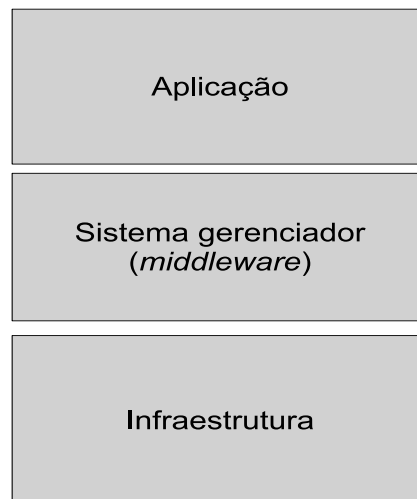 Aplicação
Sistema gerenciador
(middleware)
Infraestrutura